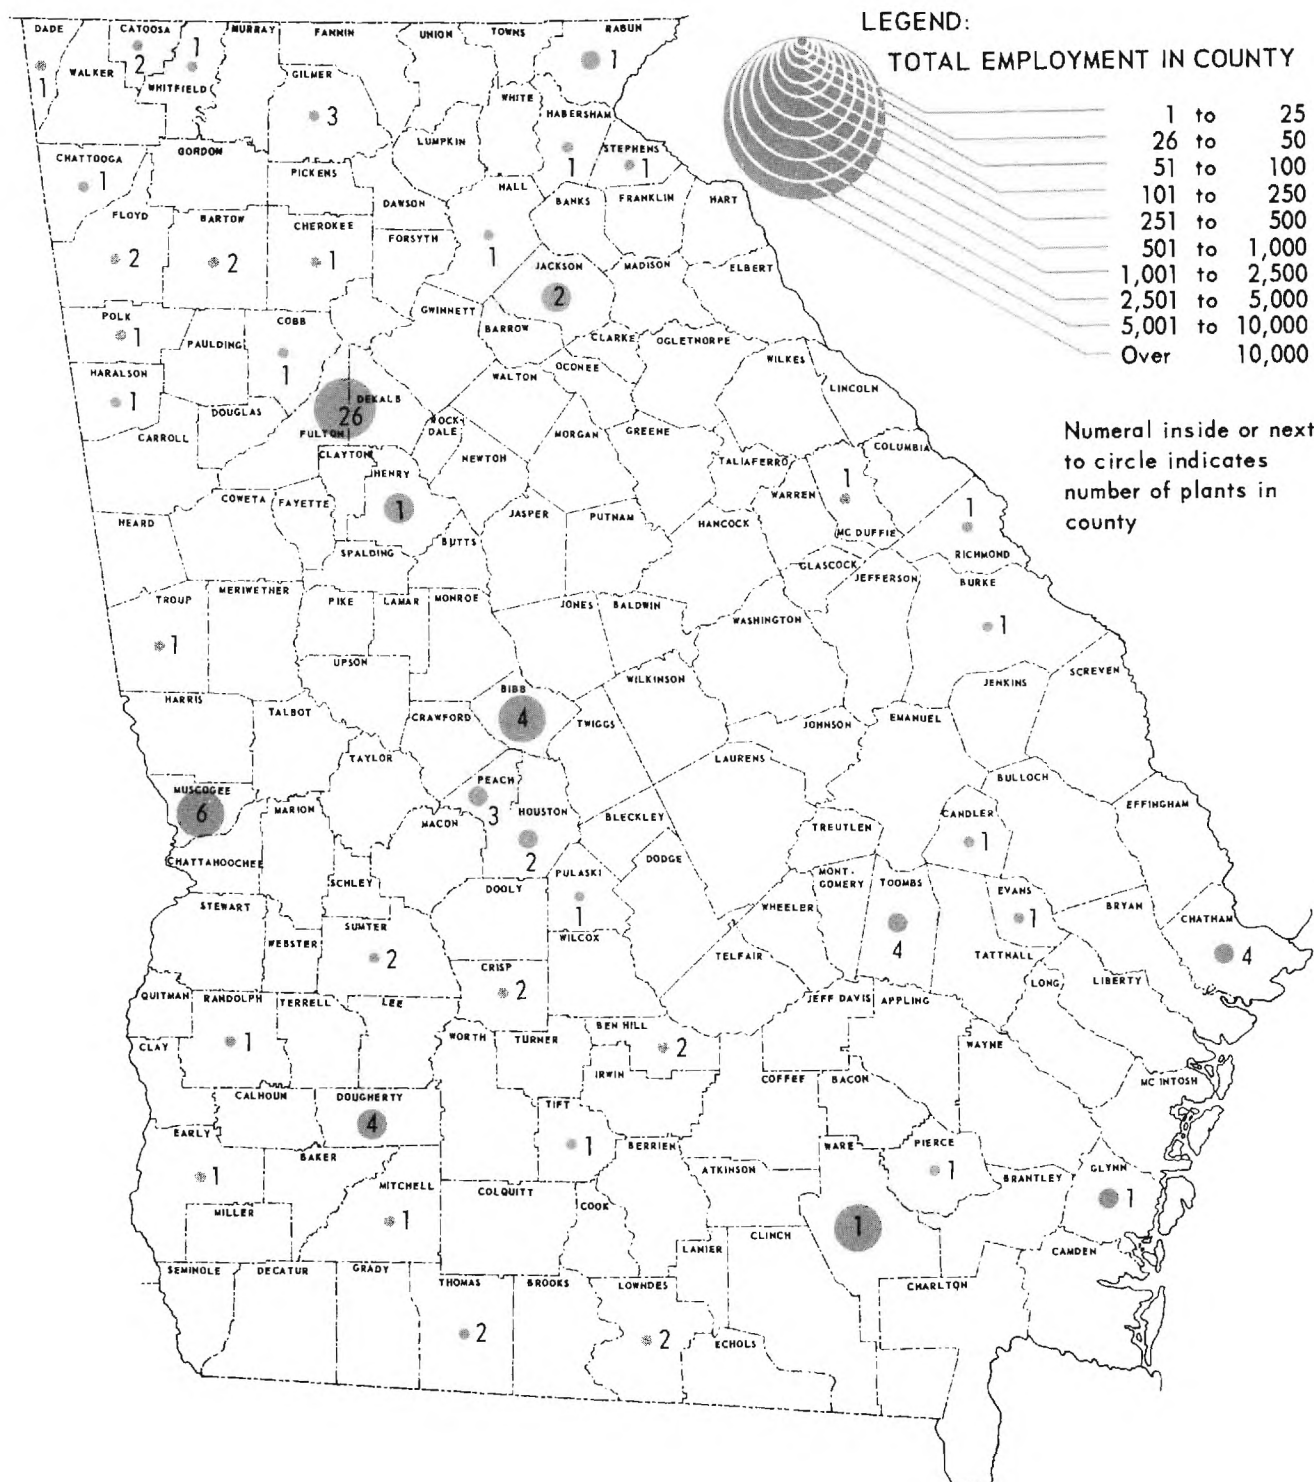 LEGEND:
TOTAL EMPLOYMENT IN COUNTY
1 to 25
26 to 50
51 to 100
101 to 250
251 to 500
501 to 1,000
1,001 to 2,500
2,501 to 5,000
5,001 to 10,000
Over 10,000
Numeral inside or next
to circle indicates
number of plants in
county
DADE
1
CATOOSA
2
WALKER
1
WHITFIELD
MURRAY
FANNIN
GILMER
3
UNION
TOWNS
RABUN
1
WHITE
HABERSHAM
1
STEPHENS
1
LUMPKIN
CHATTOOGA
1
GORDON
PICKENS
DAWSON
HALL
1
BANKS
FRANKLIN
HART
FLOYD
2
BARTOW
2
CHEROKEE
1
FORSYTH
JACKSON
2
MADISON
ELBERT
POLK
1
PAULDING
COBB
1
GWINNETT
BARROW
CLARKE
OGLETHORPE
WILKES
LINCOLN
HARALSON
1
DOUGLAS
CARROLL
DEKALB
26
FULTON
WALTON
OCONEE
ROCK-
DALE
MORGAN
GREENE
TALIAFERRO
COLUMBIA
CLAYTON
HENRY
1
NEWTON
WARREN
1
MC DUFFIE
1
RICHMOND
HEARD
COWETA
FAYETTE
SPALDING
BUTTS
JASPER
PUTNAM
HANCOCK
GLASCOCK
JEFFERSON
BURKE
1
TROUP
1
MERIWETHER
PIKE
LAMAR
MONROE
JONES
BALDWIN
WASHINGTON
UPSON
HARRIS
TALBOT
CRAWFORD
BIBB
4
TWIGGS
WILKINSON
JOHNSON
EMANUEL
JENKINS
SCREVEN
TAYLOR
PEACH
3
HOUSTON
2
LAURENS
BULLOCH
EFFINGHAM
MUSCOGEE
6
CHATTAHOOCHEE
MARION
MACON
BLECKLEY
TREUTLEN
CANDLER
1
SCHLEY
DOOLY
PULASKI
1
DODGE
MONT-
GOMERY
TOOMBS
4
EVANS
1
BRYAN
CHATHAM
4
STEWART
WEBSTER
SUMTER
2
WILCOX
WHEELER
TELFAIR
TATTNALL
LONG
LIBERTY
QUITMAN
RANDOLPH
1
TERRELL
LEE
CRISP
2
JEFF DAVIS
APPLING
CLAY
WORTH
TURNER
BEN HILL
2
IRWIN
COFFEE
BACON
WAYNE
MC INTOSH
CALHOUN
DOUGHERTY
4
TIFT
1
EARLY
1
BAKER
MITCHELL
1
COLQUITT
BERRIEN
ATKINSON
WARE
1
PIERCE
1
BRANTLEY
GLYNN
1
MILLER
COOK
LANIER
CLINCH
CAMDEN
SEMINOLE
DECATUR
GRADY
THOMAS
2
BROOKS
LOWNDES
2
ECHOLS
CHARLTON